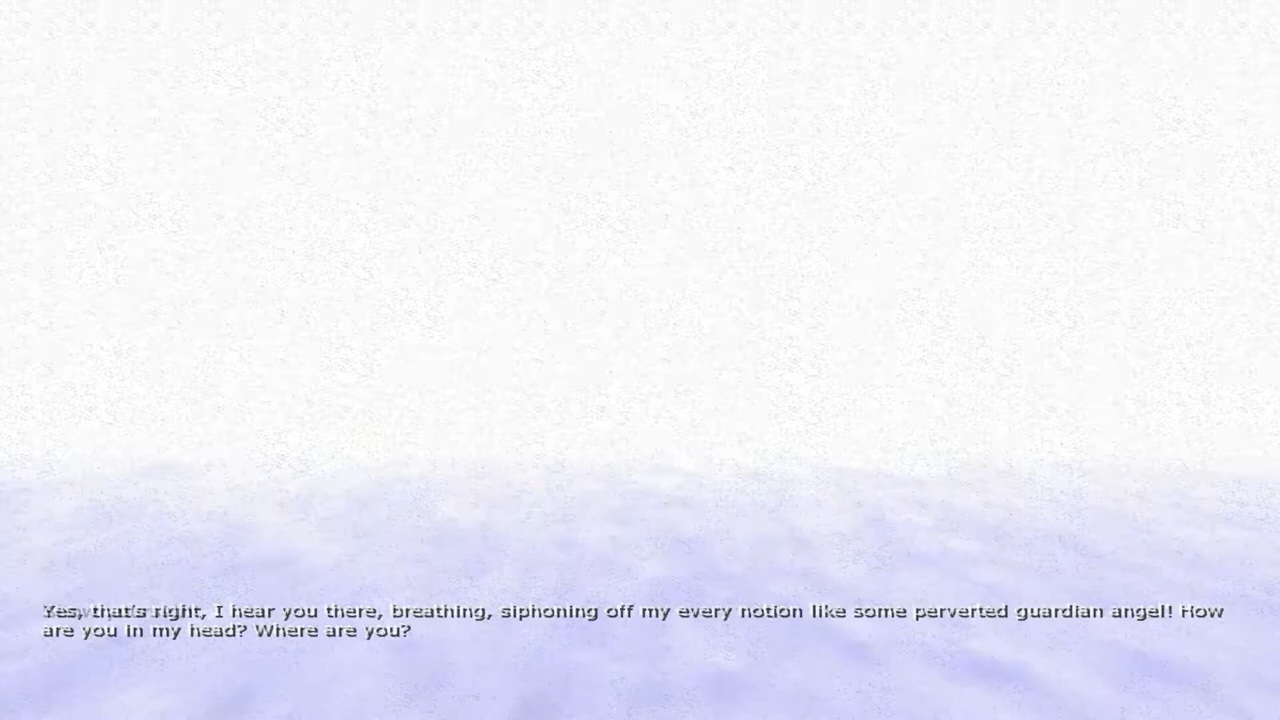 Yes, that's right, I hear you there, breathing, siphoning off my every notion like some perverted guardian angel! How
are you in my head? Where are you?